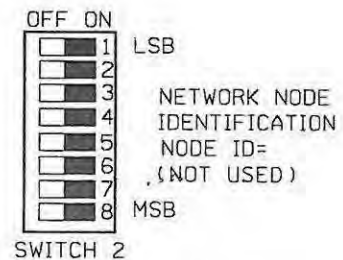 OFF ON
1 LSB
2
3 NETWORK NODE
4 IDENTIFICATION
5 NODE ID=
6 (NOT USED)
7
8 MSB
SWITCH 2